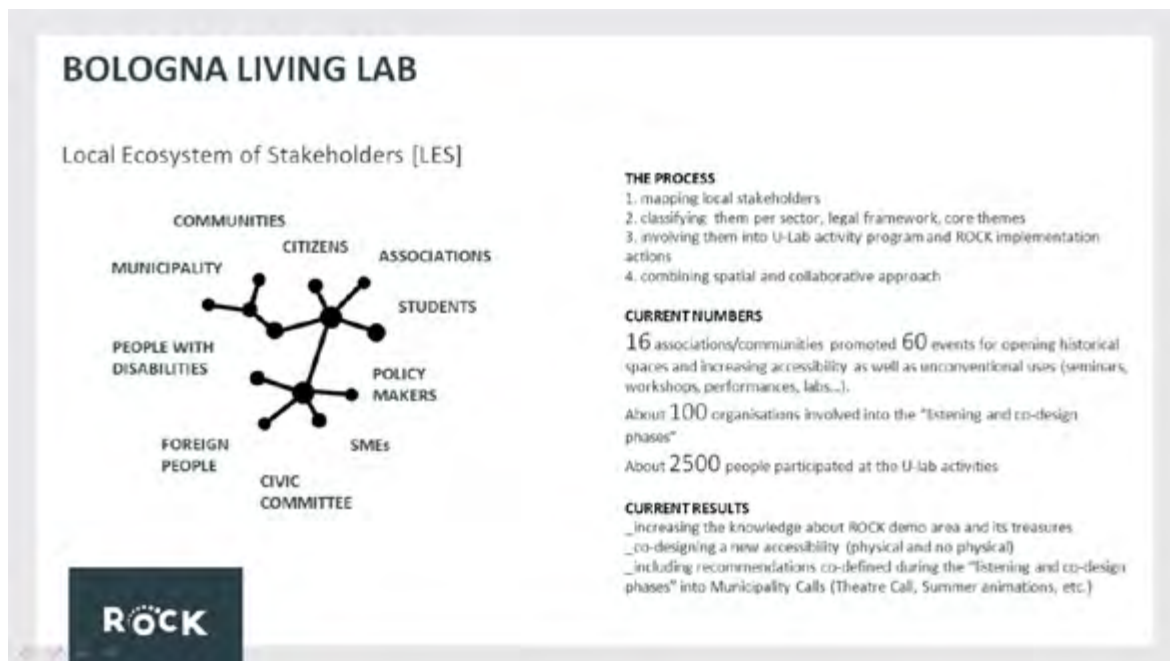 BOLOGNA LIVING LAB
Local Ecosystem of Stakeholders [LES]
COMMUNITIES
CITIZENS
ASSOCIATIONS
MUNICIPALITY
STUDENTS
PEOPLE WITH
DISABILITIES
POLICY
MAKERS
FOREIGN
PEOPLE
SMEs
CIVIC
COMMITTEE
ROCK
THE PROCESS
1. mapping local stakeholders
2. classifying them per sector, legal framework, core themes
3. involving them into U-Lab activity program and ROCK implementation
actions
4. combining spatial and collaborative approach
CURRENT NUMBERS
16 associations/communities promoted 60 events for opening historical
spaces and increasing accessibility as well as unconventional uses (seminars,
workshops, performances, labs...).
About 100 organisations involved into the "listening and co-design
phases"
About 2500 people participated at the U-lab activities
CURRENT RESULTS
_increasing the knowledge about ROCK demo area and its treasures
_co-designing a new accessibility (physical and no physical)
_including recommendations co-defined during the "listening and co-design
phases" into Municipality Calls (Theatre Call, Summer animations, etc.)